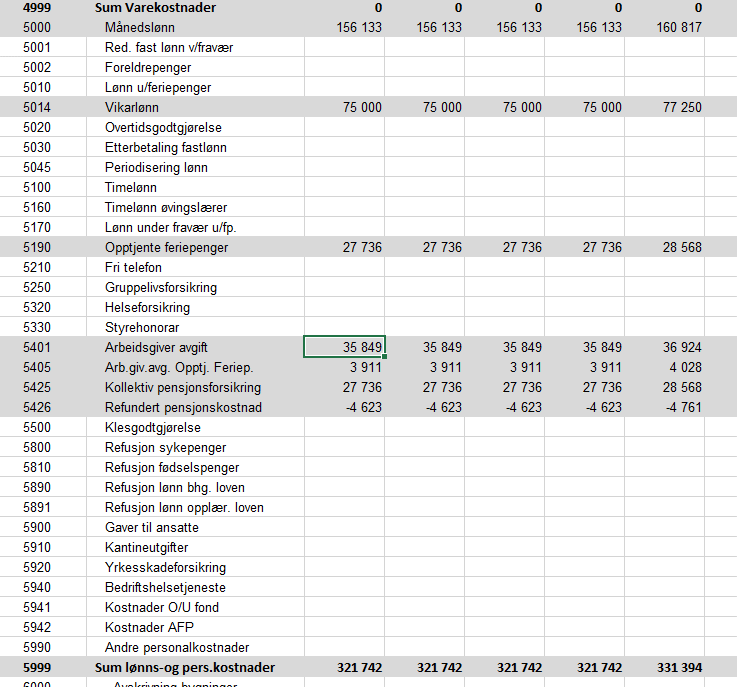 4999 Sum Varekostnader 0 0 0 0 0
5000 Månedslønn 156 133 156 133 156 133 156 133 160 817
5001 Red. fast lønn v/fravær
5002 Foreldrepenger
5010 Lønn u/feriepenger
5014 Vikarlønn 75 000 75 000 75 000 75 000 77 250
5020 Overtidsgodtgjørelse
5030 Etterbetaling fastlønn
5045 Periodisering lønn
5100 Timelønn
5160 Timelønn øvingslærer
5170 Lønn under fravær u/fp.
5190 Opptjente feriepenger 27 736 27 736 27 736 27 736 28 568
5210 Fri telefon
5250 Gruppelivsforsikring
5320 Helseforsikring
5330 Styrehonorar
5401 Arbeidsgiver avgift 35 849 35 849 35 849 35 849 36 924
5405 Arb.giv.avg. Opptj. Feriep. 3 911 3 911 3 911 3 911 4 028
5425 Kollektiv pensjonsforsikring 27 736 27 736 27 736 27 736 28 568
5426 Refundert pensjonskostnad -4 623 -4 623 -4 623 -4 623 -4 761
5500 Klesgodtgjørelse
5800 Refusjon sykepenger
5810 Refusjon fødselspenger
5890 Refusjon lønn bhg. loven
5891 Refusjon lønn opplær. loven
5900 Gaver til ansatte
5910 Kantineutgifter
5920 Yrkesskadeforsikring
5940 Bedriftshelsetjeneste
5941 Kostnader O/U fond
5942 Kostnader AFP
5990 Andre personalkostnader
5999 Sum lønns-og pers.kostnader 321 742 321 742 321 742 321 742 331 394